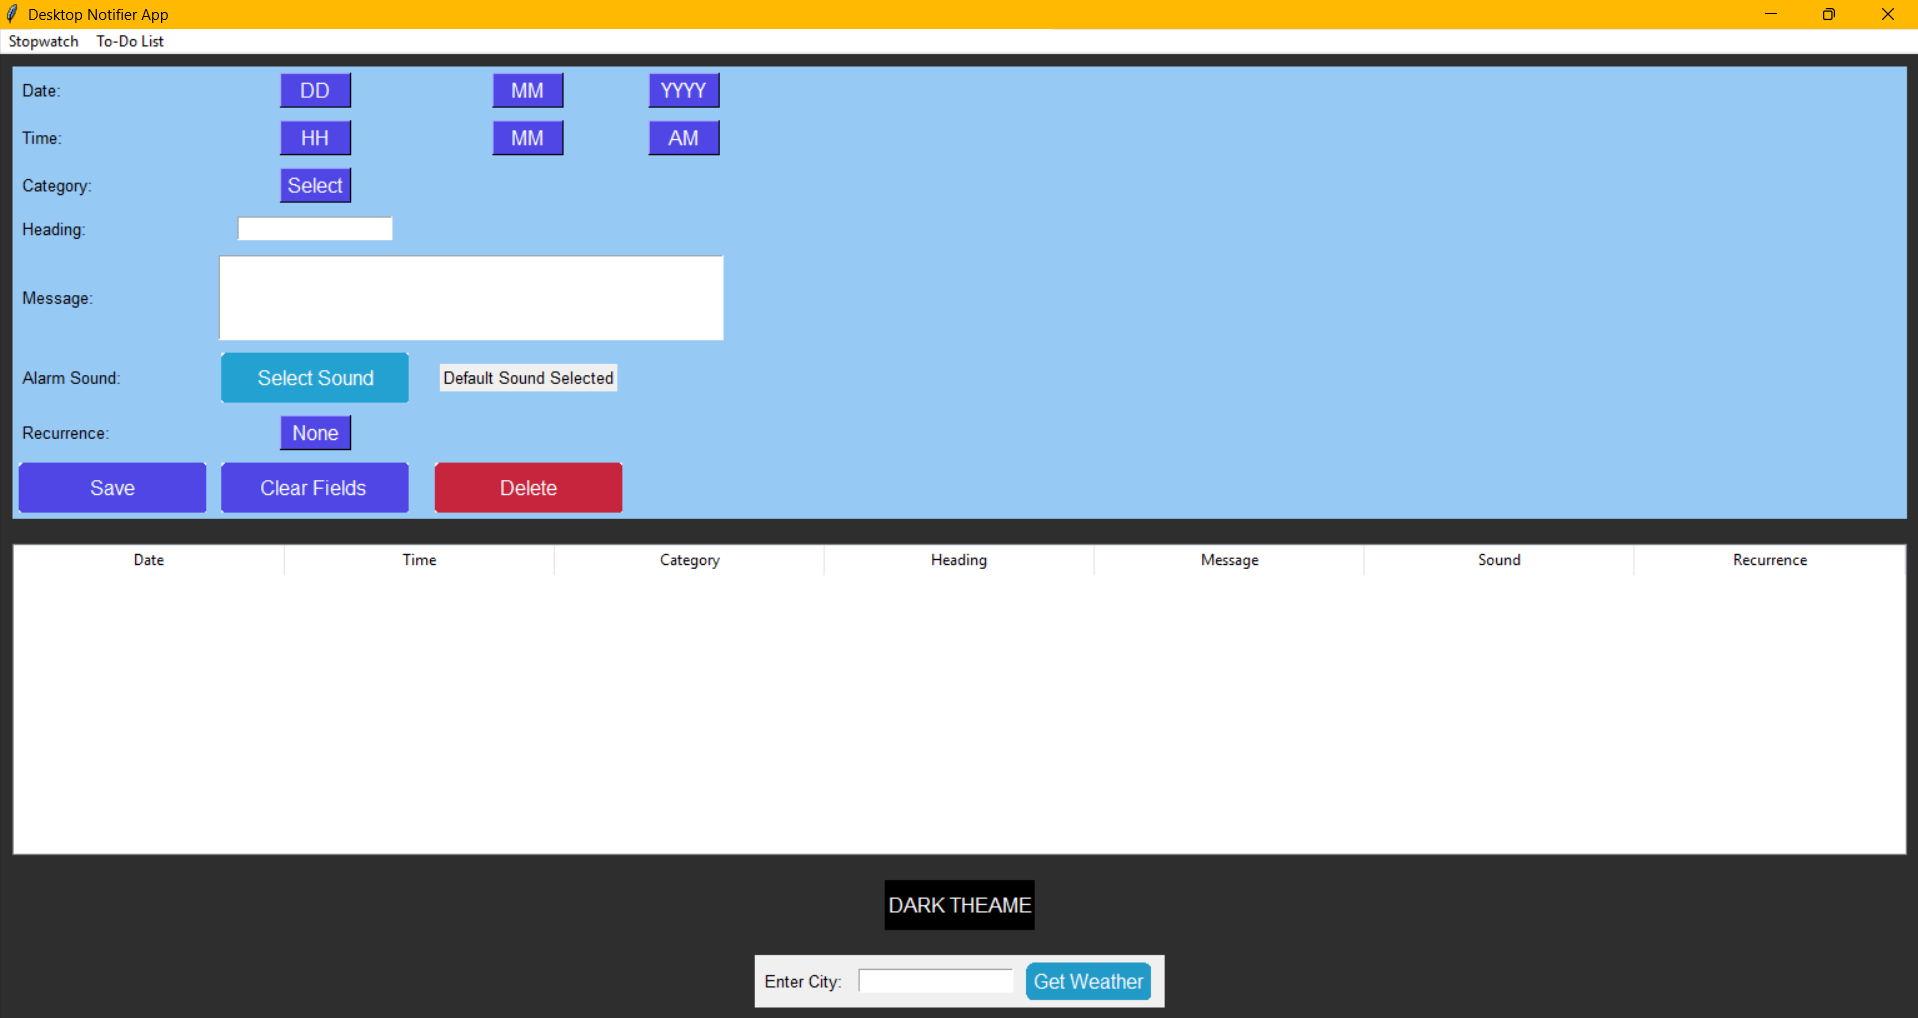 Desktop Notifier App
Stopwatch To-Do List
Date: DD MM YYYY
Time: HH MM AM
Category: Select
Heading:
Message:
Alarm Sound: Select Sound Default Sound Selected
Recurrence: None
Save Clear Fields Delete
Date Time Category Heading Message Sound Recurrence
DARK THEAME
Enter City: Get Weather